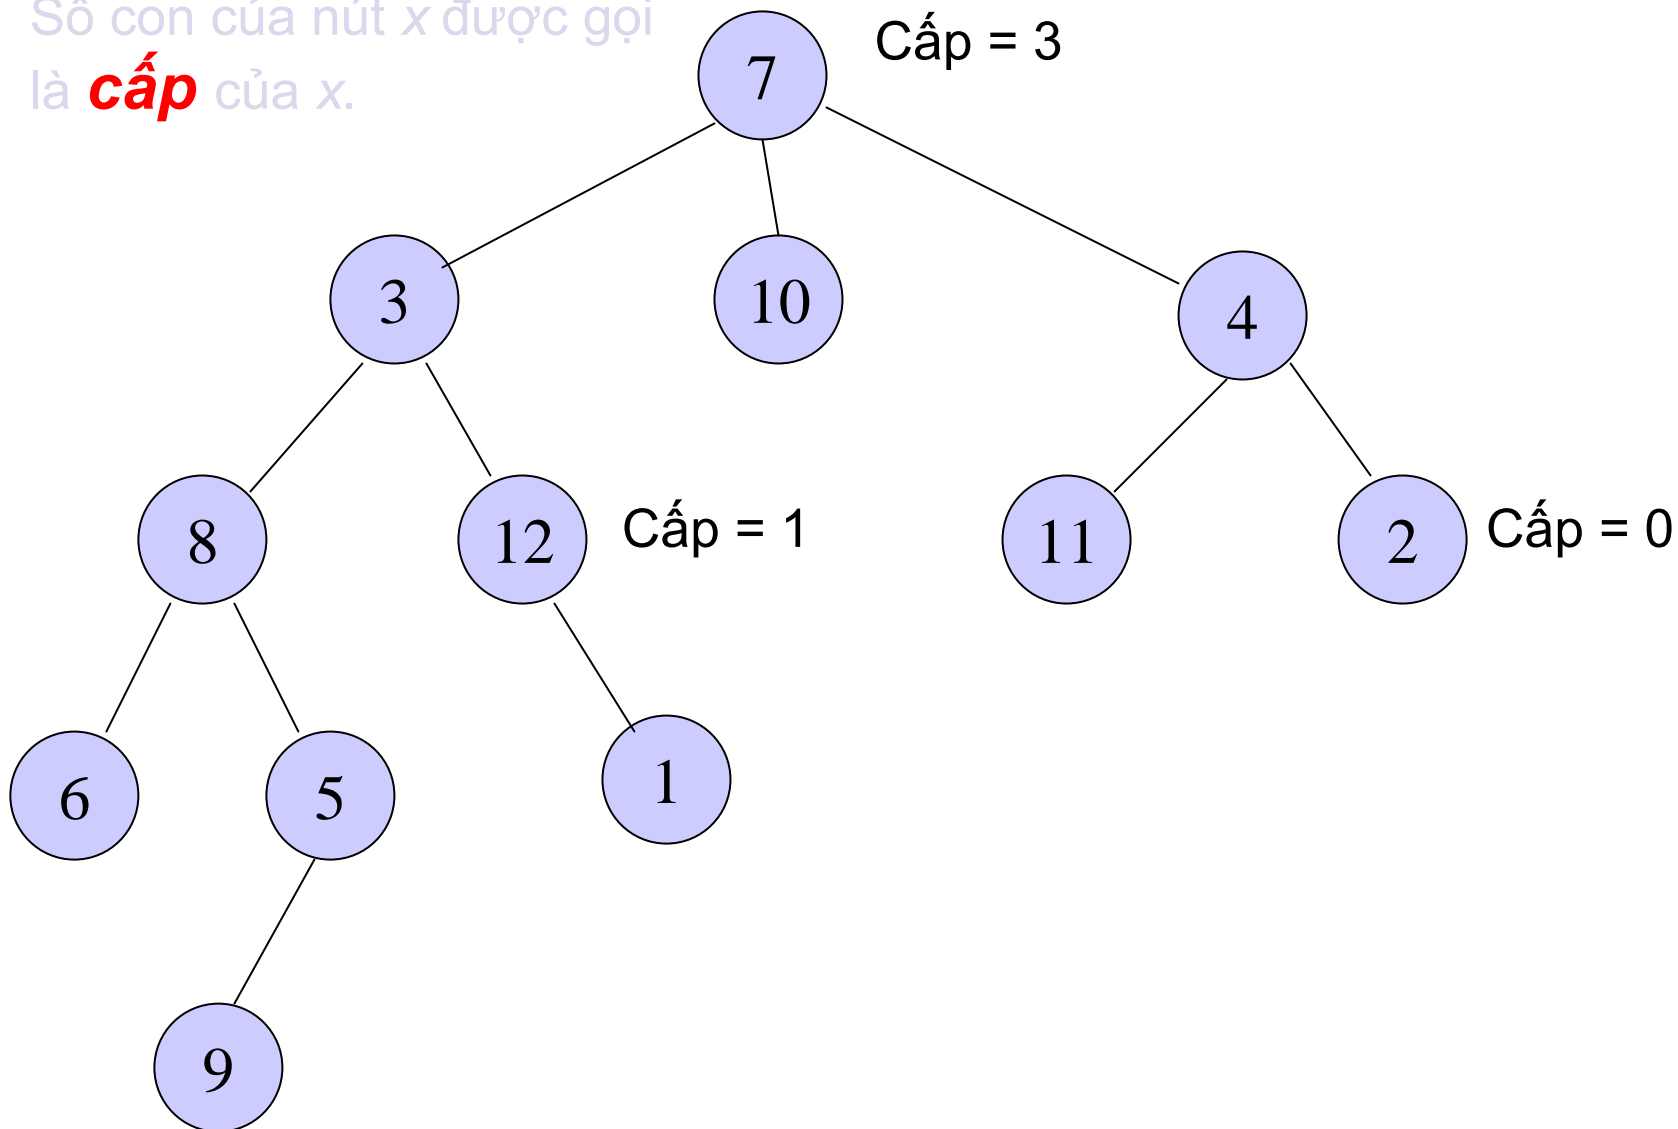 Số con của nút x được gọi
là cấp của x.
Cấp = 3
7
3
10
4
8
12
Cấp = 1
11
2
Cấp = 0
6
5
1
9